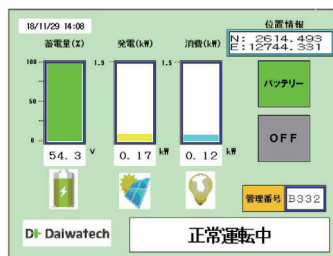 18/11/29 14:08
位置情報
N: 2614.493
E:12744.331
蓄電量(%)
発電(kW)
消費(kW)
100
1.9
1.5
50
0
V
kW
kW
54.3
0.17
0.12
バッテリー
OFF
管理番号
B332
Daiwatech
正常運転中